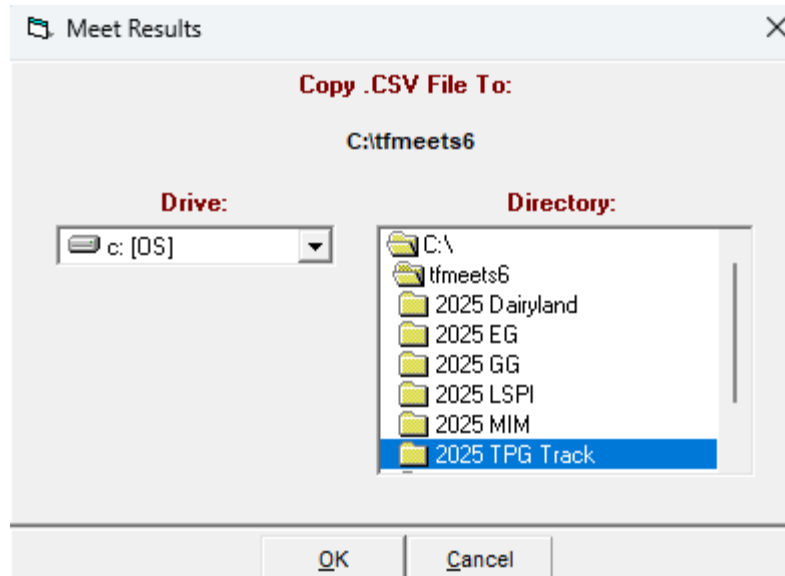 Meet Results
Copy .CSV File To:
C:\tfmeets6
Drive:
Directory:
c: [OS]
C:\
tfmeets6
2025 Dairyland
2025 EG
2025 GG
2025 LSPI
2025 MIM
2025 TPG Track
OK
Cancel